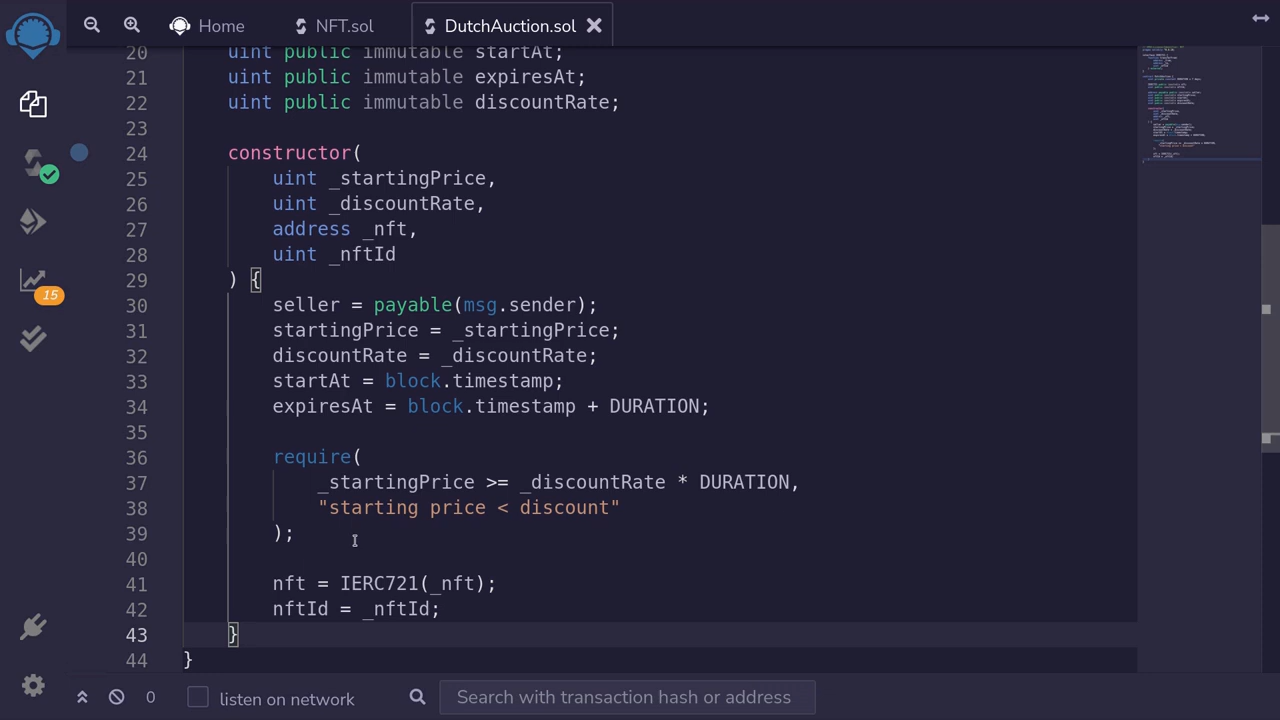 Home
NFT.sol
DutchAuction.sol
20 uint public immutable startAt;
21 uint public immutable expiresAt;
22 uint public immutable discountRate;
23
24 constructor(
25 uint _startingPrice,
26 uint _discountRate,
27 address _nft,
28 uint _nftId
29 ) {
30 seller = payable(msg.sender);
31 startingPrice = _startingPrice;
32 discountRate = _discountRate;
33 startAt = block.timestamp;
34 expiresAt = block.timestamp + DURATION;
35
36 require(
37 _startingPrice >= _discountRate * DURATION,
38 "starting price < discount"
39 );
40
41 nft = IERC721(_nft);
42 nftId = _nftId;
43 }
44 }
15
0
listen on network
Search with transaction hash or address